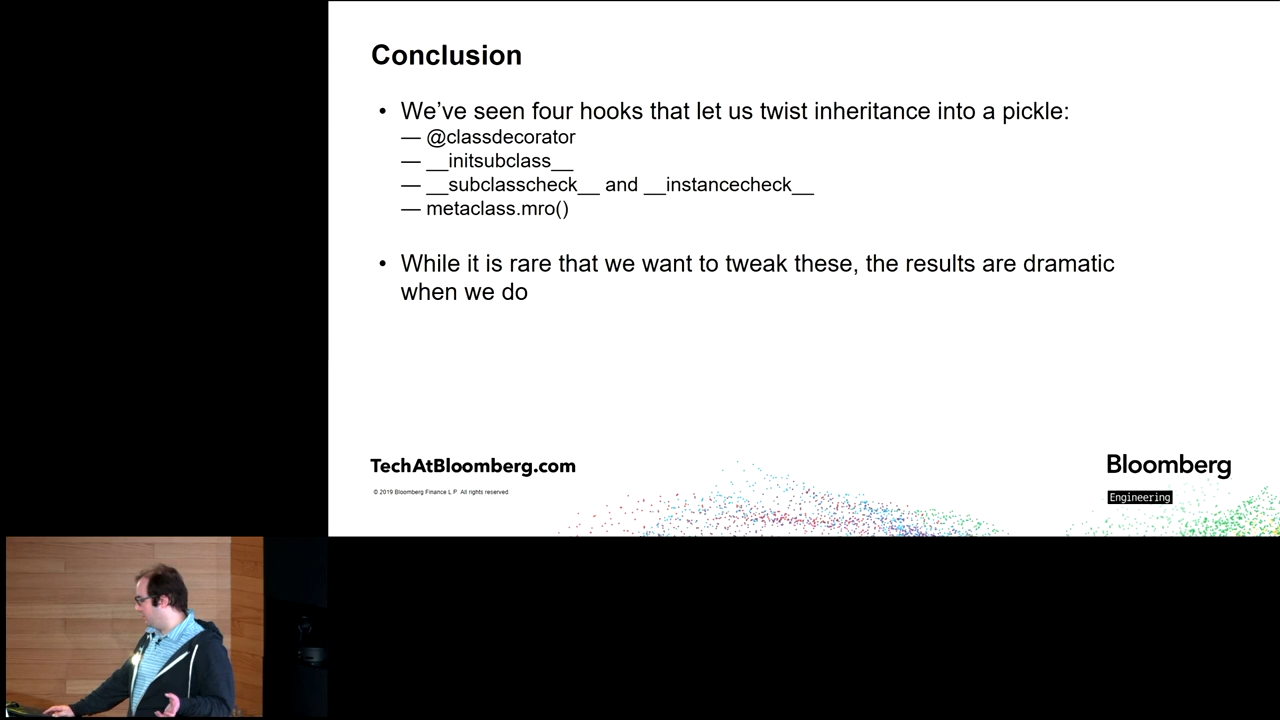 Conclusion
• We’ve seen four hooks that let us twist inheritance into a pickle:
— @classdecorator
— __initsubclass__
— __subclasscheck__ and __instancecheck__
— metaclass.mro()
• While it is rare that we want to tweak these, the results are dramatic
when we do
TechAtBloomberg.com
© 2019 Bloomberg Finance L.P. All rights reserved
Bloomberg
Engineering